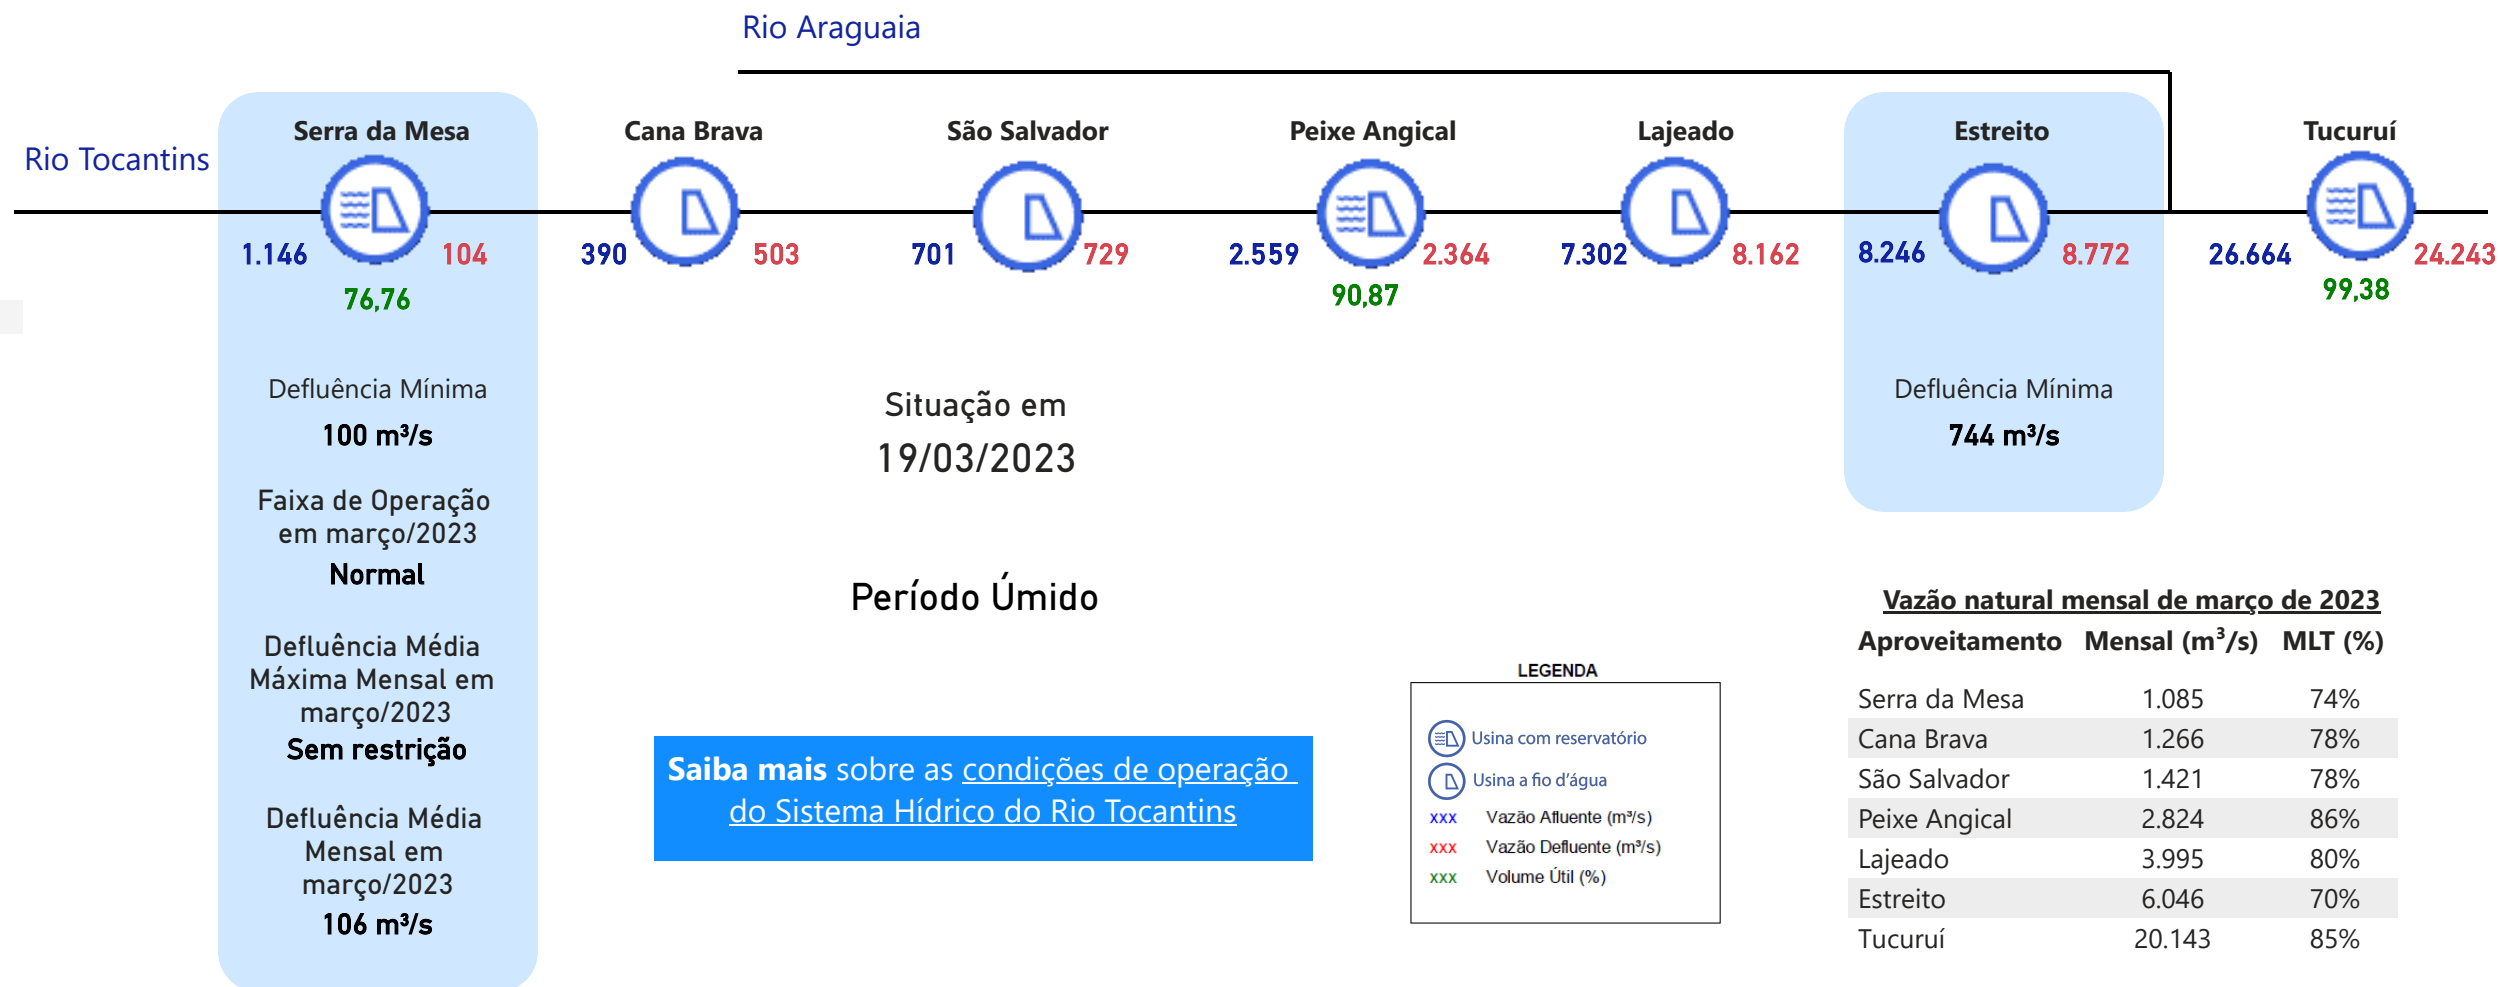 Rio Araguaia
Rio Tocantins
Serra da Mesa
Cana Brava
São Salvador
Peixe Angical
Lajeado
Estreito
Tucuruí
1.146 104
390 503
701 729
2.559 2.364
7.302 8.162
8.246 8.772
26.664 24.243
76,76
90,87
99,38
Defluência Mínima
100 m³/s
Faixa de Operação
em março/2023
Normal
Defluência Média
Máxima Mensal em
março/2023
Sem restrição
Defluência Média
Mensal em
março/2023
106 m³/s
Situação em
19/03/2023
Período Úmido
Saiba mais sobre as condições de operação
do Sistema Hídrico do Rio Tocantins
Defluência Mínima
744 m³/s
LEGENDA
Usina com reservatório
Usina a fio d'água
xxx Vazão Afluente (m³/s)
xxx Vazão Defluente (m³/s)
xxx Volume Útil (%)
Vazão natural mensal de março de 2023
Aproveitamento Mensal (m³/s) MLT (%)
Serra da Mesa 1.085 74%
Cana Brava 1.266 78%
São Salvador 1.421 78%
Peixe Angical 2.824 86%
Lajeado 3.995 80%
Estreito 6.046 70%
Tucuruí 20.143 85%